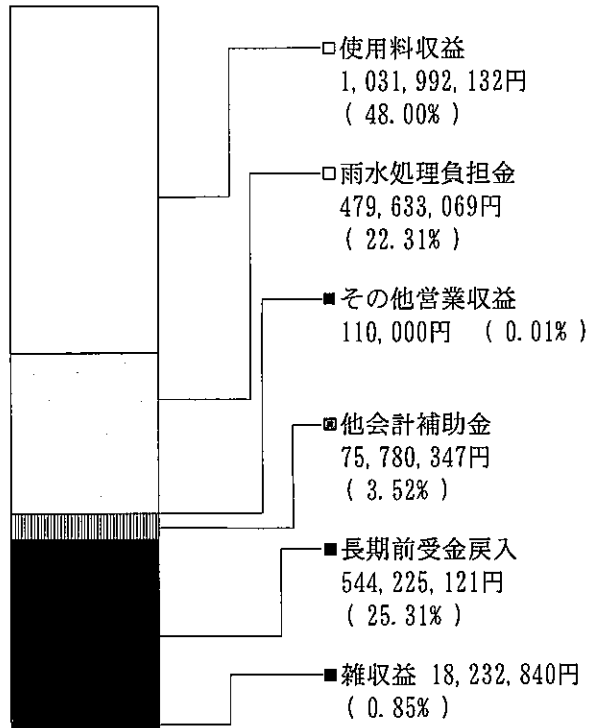 □使用料収益
1,031,992,132円
( 48.00% )
□雨水処理負担金
479,633,069円
( 22.31% )
■その他営業収益
110,000円 ( 0.01% )
▥他会計補助金
75,780,347円
( 3.52% )
■長期前受金戻入
544,225,121円
( 25.31% )
■雑収益 18,232,840円
( 0.85% )